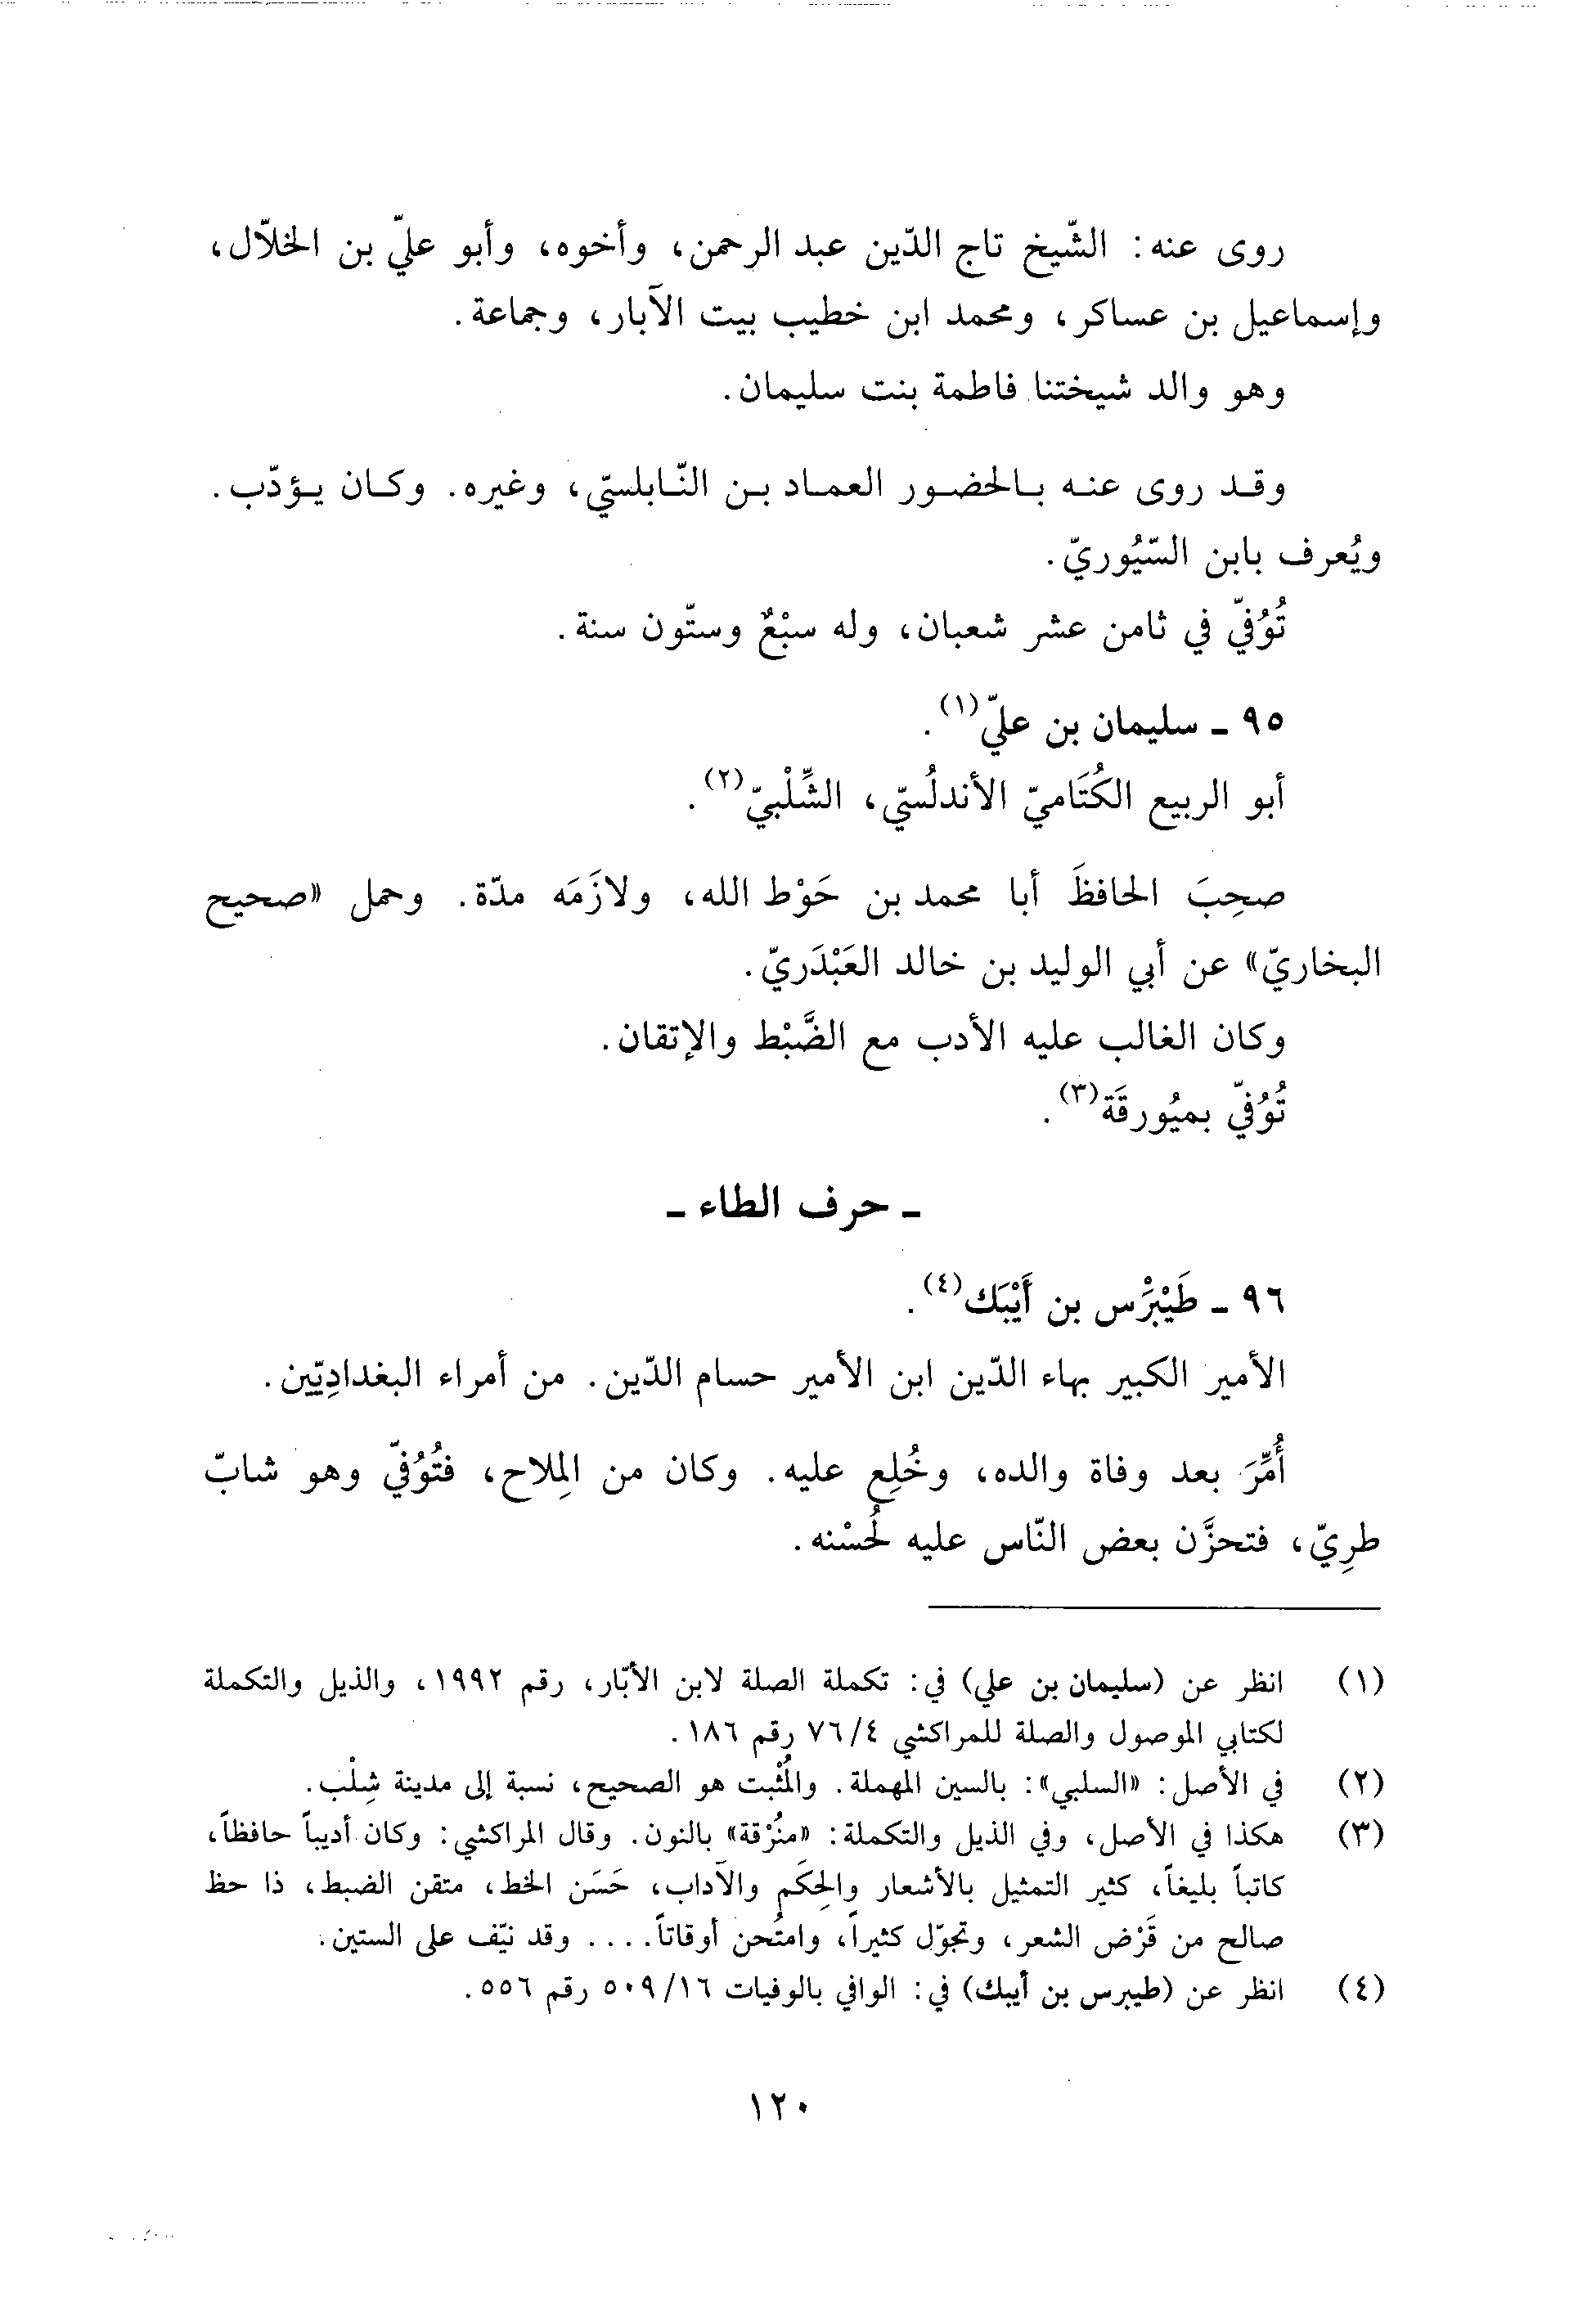 روى عنه: الشّيخ تاج الدّين عبد الرحمن، وأخوه، وأبو عليّ بن الخلاّل،
وإسماعيل بن عساكر، ومحمد ابن خطيب بيت الآبار، وجماعة.
وهو والد شيختنا فاطمة بنت سليمان.
وقد روى عنه بالحضور العماد بن النّابلسيّ، وغيره. وكان يؤدّب.
ويُعرف بابن السّيُوريّ.
تُوُفّي في ثامن عشر شعبان، وله سبْعٌ وستّون سنة.
٩٥ ـ سليمان بن عليّ(١).
أبو الربيع الكُتَاميّ الأندلُسيّ، الشِّلْبيّ(٢).
صحِبَ الحافظَ أبا محمد بن حَوْط الله، ولازَمَه مدّة. وحمل «صحيح
البخاريّ» عن أبي الوليد بن خالد العَبْدَريّ.
وكان الغالب عليه الأدب مع الضَّبْط والإتقان.
تُوُفّي بميُورقَة(٣).
ـ حرف الطاء ـ
٩٦ ـ طَيْبَرْس بن أَيْبَك(٤).
الأمير الكبير بهاء الدّين ابن الأمير حسام الدّين. من أمراء البغدادِيّين.
أُمِّرَ بعد وفاة والده، وخُلِع عليه. وكان من المِلاح، فتُوُفّي وهو شابّ
طرِيّ، فتحزَّن بعض النّاس عليه لُحسْنه.
(١) انظر عن (سليمان بن علي) في: تكملة الصلة لابن الأبّار، رقم ١٩٩٢، والذيل والتكملة
لكتابي الموصول والصلة للمراكشي ٧٦/٤ رقم ١٨٦.
(٢) في الأصل: «السلبي»: بالسين المهملة. والمُثْبت هو الصحيح، نسبة إلى مدينة شِلْب.
(٣) هكذا في الأصل، وفي الذيل والتكملة: «منُرْقة» بالنون. وقال المراكشي: وكان أديباً حافظاً،
كاتباً بليغاً، كثير التمثيل بالأشعار والحِكَم والآداب، حَسَن الخط، متقن الضبط، ذا حظ
صالح من قَرْض الشعر، وتجوّل كثيراً، وامتُحن أوقاتاً.... وقد نيّف على الستين.
(٤) انظر عن (طيبرس بن أيبك) في: الوافي بالوفيات ٥٠٩/١٦ رقم ٥٥٦.
١٢٠